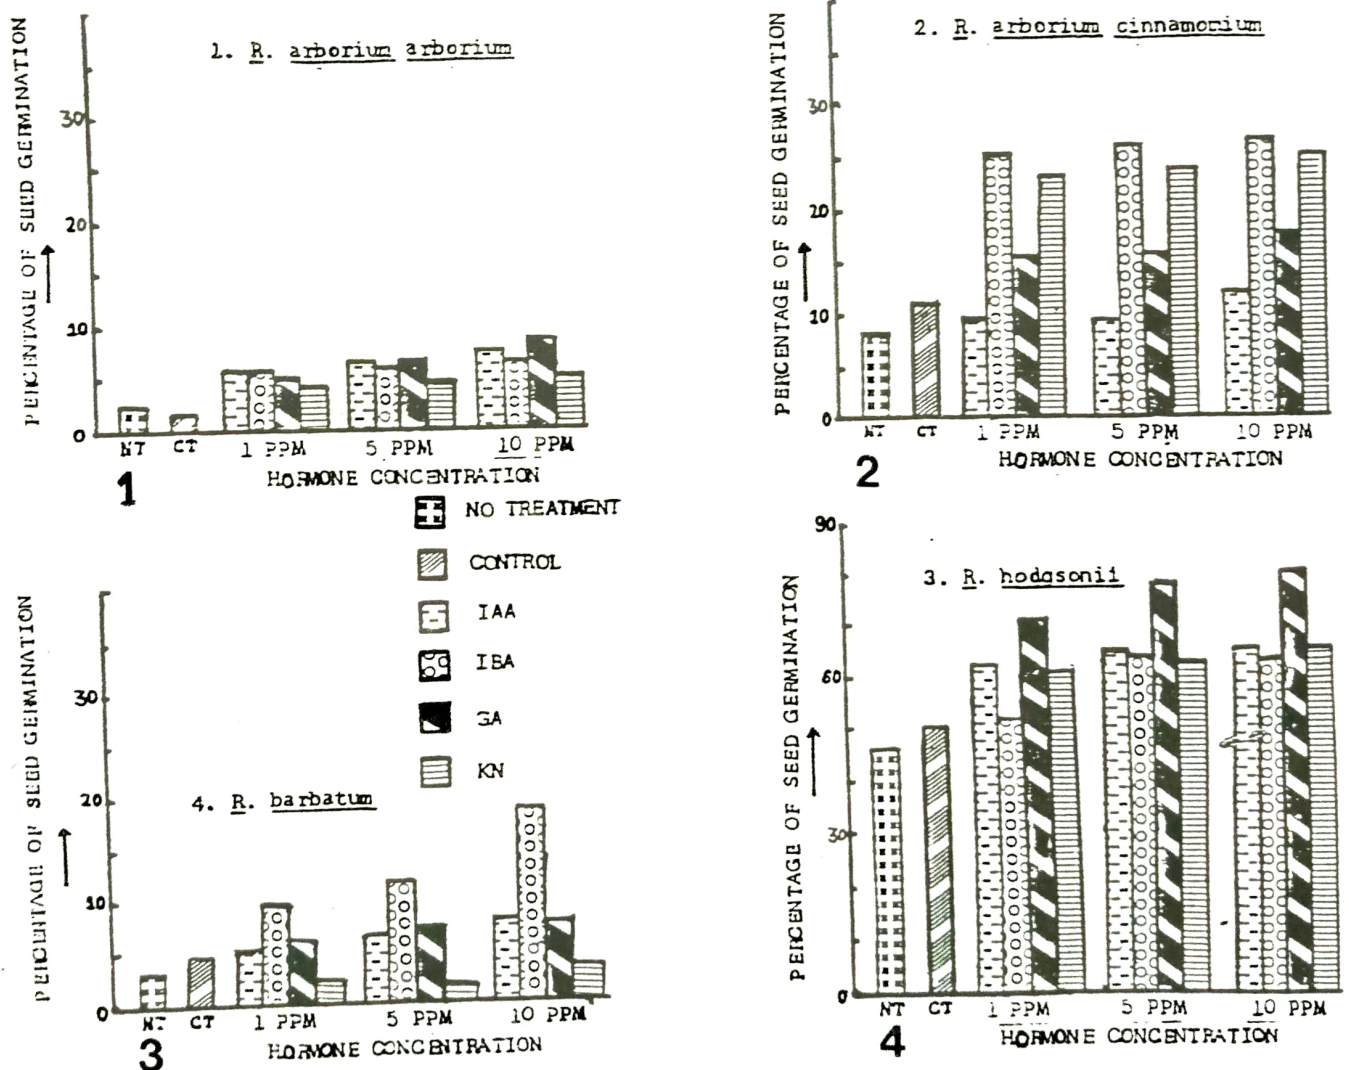 1. R. arborium arborium
PERCENTAGE OF SEED GERMINATION
30
20
10
0
NT CT 1 PPM 5 PPM 10 PPM
HORMONE CONCENTRATION
1
2. R. arborium cinnamomium
PERCENTAGE OF SEED GERMINATION
30
20
10
0
NT CT 1 PPM 5 PPM 10 PPM
HORMONE CONCENTRATION
2
NO TREATMENT
CONTROL
IAA
IBA
GA
KN
4. R. barbatum
PERCENTAGE OF SEED GERMINATION
30
20
10
0
NT CT 1 PPM 5 PPM 10 PPM
HORMONE CONCENTRATION
3
3. R. hodgsonii
PERCENTAGE OF SEED GERMINATION
90
60
30
0
NT CT 1 PPM 5 PPM 10 PPM
HORMONE CONCENTRATION
4